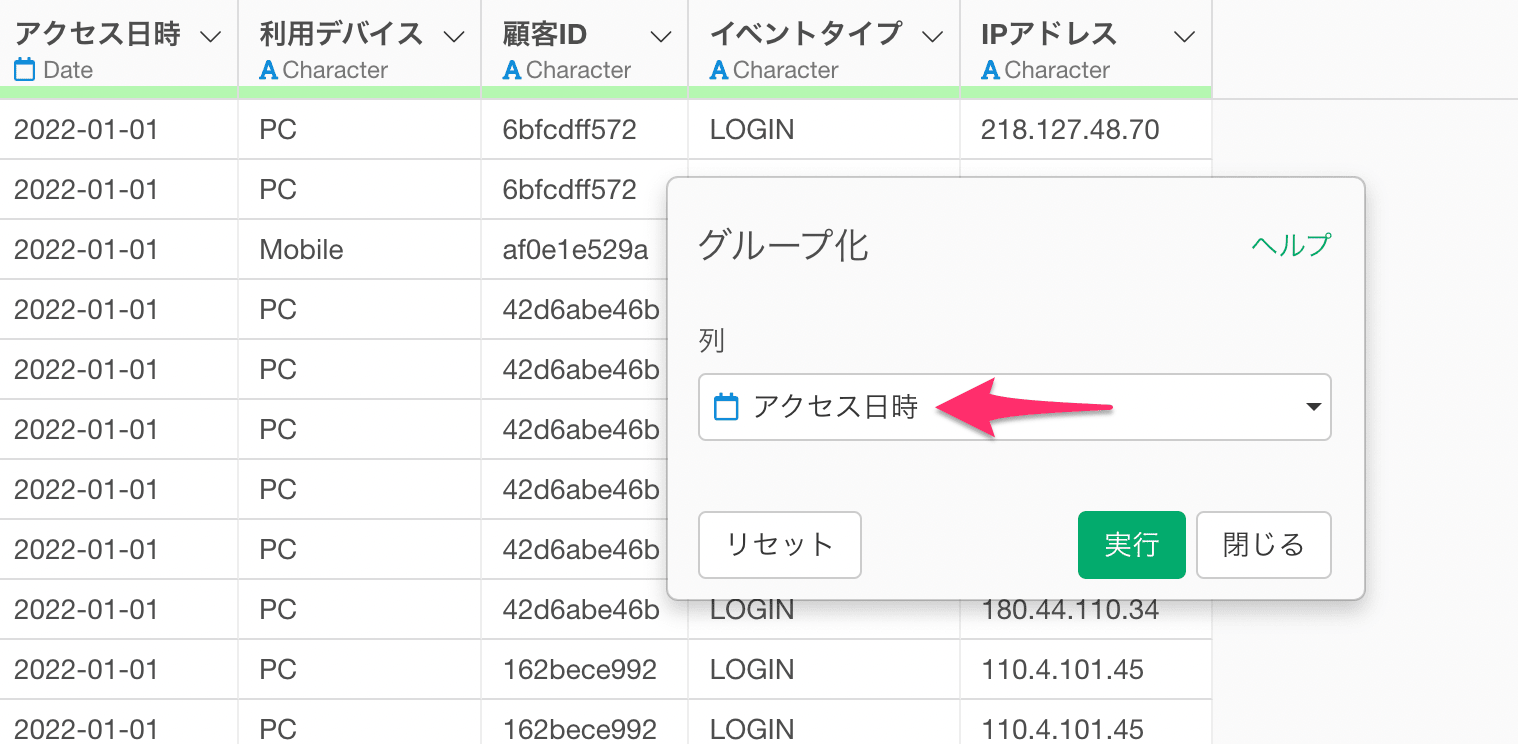 アクセス日時 利用デバイス 顧客ID イベントタイプ IPアドレス
Date Character Character Character Character
2022-01-01 PC 6bfcdff572 LOGIN 218.127.48.70
2022-01-01 PC 6bfcdff572
2022-01-01 Mobile af0e1e529a
2022-01-01 PC 42d6abe46b
2022-01-01 PC 42d6abe46b
2022-01-01 PC 42d6abe46b
2022-01-01 PC 42d6abe46b
2022-01-01 PC 42d6abe46b
2022-01-01 PC 42d6abe46b LOGIN 180.44.110.34
2022-01-01 PC 162bece992 LOGIN 110.4.101.45
2022-01-01 PC 162bece992 LOGIN 110.4.101.45
グループ化 ヘルプ
列
アクセス日時
リセット 実行 閉じる